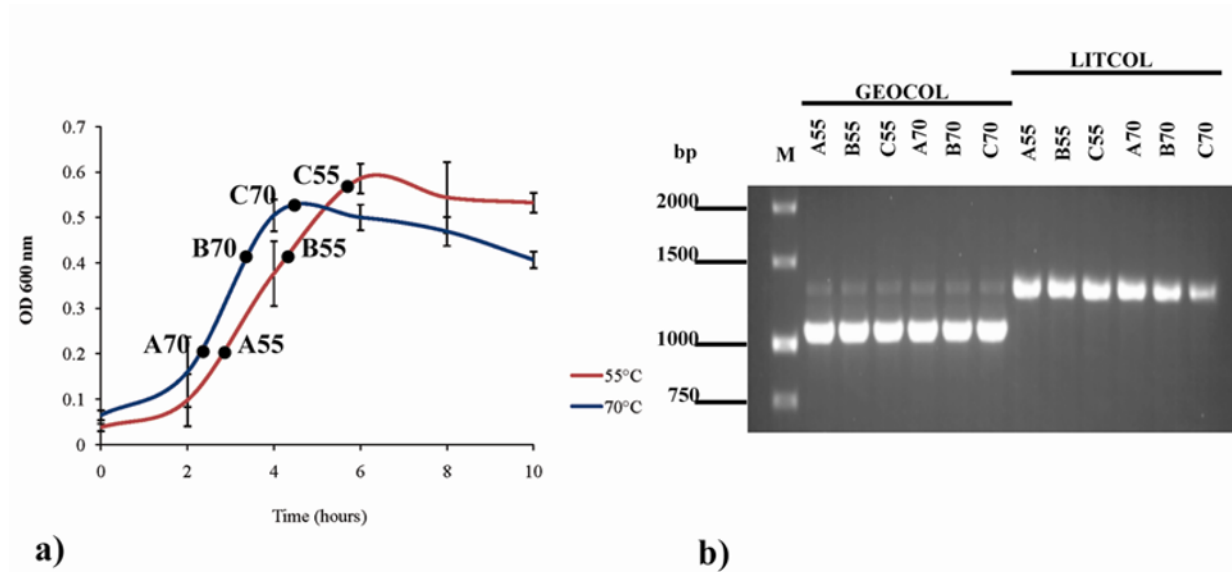 0.7
0.6
0.5
0.4
0.3
0.2
0.1
0
OD 600 nm
0 2 4 6 8 10
Time (hours)
A70
B70
C70
A55
B55
C55
55°C
70°C
a)
LITCOL
GEOCOL
bp
M
A55 B55 C55 A70 B70 C70 A55 B55 C55 A70 B70 C70
2000
1500
1000
750
b)